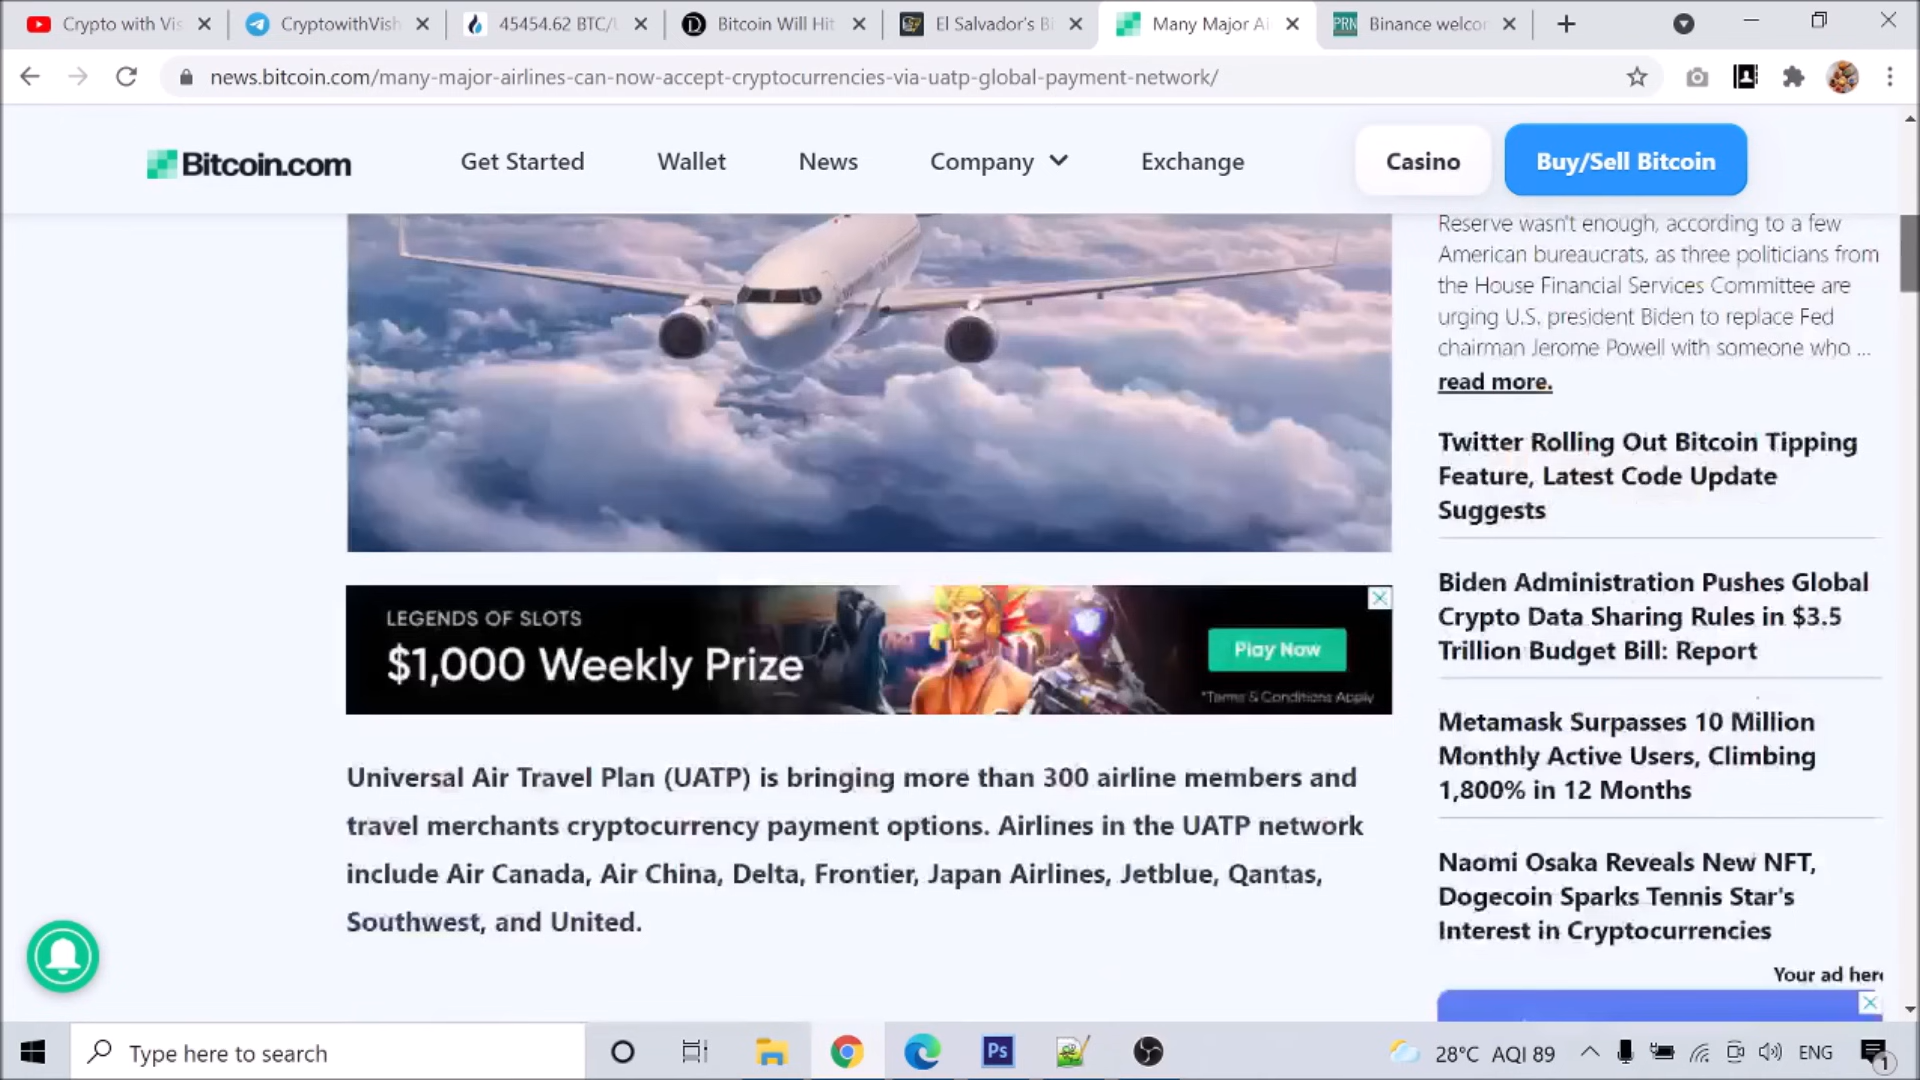 Crypto with Vis
CryptowithVish
45454.62 BTC/
Bitcoin Will Hit
El Salvador's Bi
Many Major Ai
PRN
Binance welcor
news.bitcoin.com/many-major-airlines-can-now-accept-cryptocurrencies-via-uatp-global-payment-network/
Bitcoin.com
Get Started
Wallet
News
Company
Exchange
Casino
Buy/Sell Bitcoin
LEGENDS OF SLOTS
$1,000 Weekly Prize
Play Now
*Terms & Conditions Apply
Universal Air Travel Plan (UATP) is bringing more than 300 airline members and
travel merchants cryptocurrency payment options. Airlines in the UATP network
include Air Canada, Air China, Delta, Frontier, Japan Airlines, Jetblue, Qantas,
Southwest, and United.
Reserve wasn't enough, according to a few
American bureaucrats, as three politicians from
the House Financial Services Committee are
urging U.S. president Biden to replace Fed
chairman Jerome Powell with someone who ...
read more.
Twitter Rolling Out Bitcoin Tipping
Feature, Latest Code Update
Suggests
Biden Administration Pushes Global
Crypto Data Sharing Rules in $3.5
Trillion Budget Bill: Report
Metamask Surpasses 10 Million
Monthly Active Users, Climbing
1,800% in 12 Months
Naomi Osaka Reveals New NFT,
Dogecoin Sparks Tennis Star's
Interest in Cryptocurrencies
Your ad here
Type here to search
Ps
28°C AQI 89
ENG
1